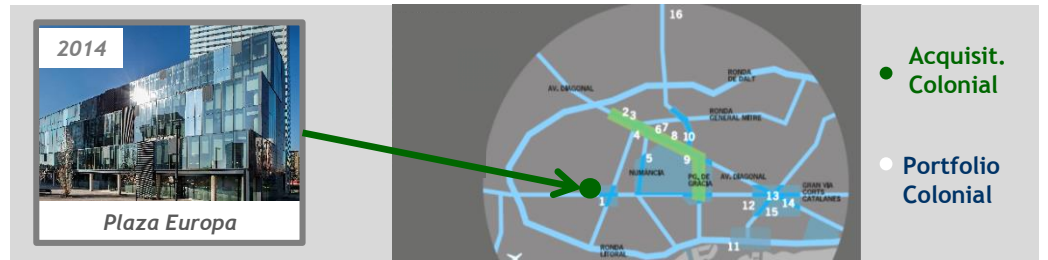 2014
Plaza Europa
16
RONDA
DE DALT
AV. DIAGONAL
2
3
RONDA
GENERAL MITRE
4
6
7
8
10
5
9
NUMANCIA
PG. DE
GRACIA
AV. DIAGONAL
GRAN VIA
CORTS
CATALANES
1
13
12
14
15
11
RONDA
LITORAL
Acquisit.
Colonial
Portfolio
Colonial